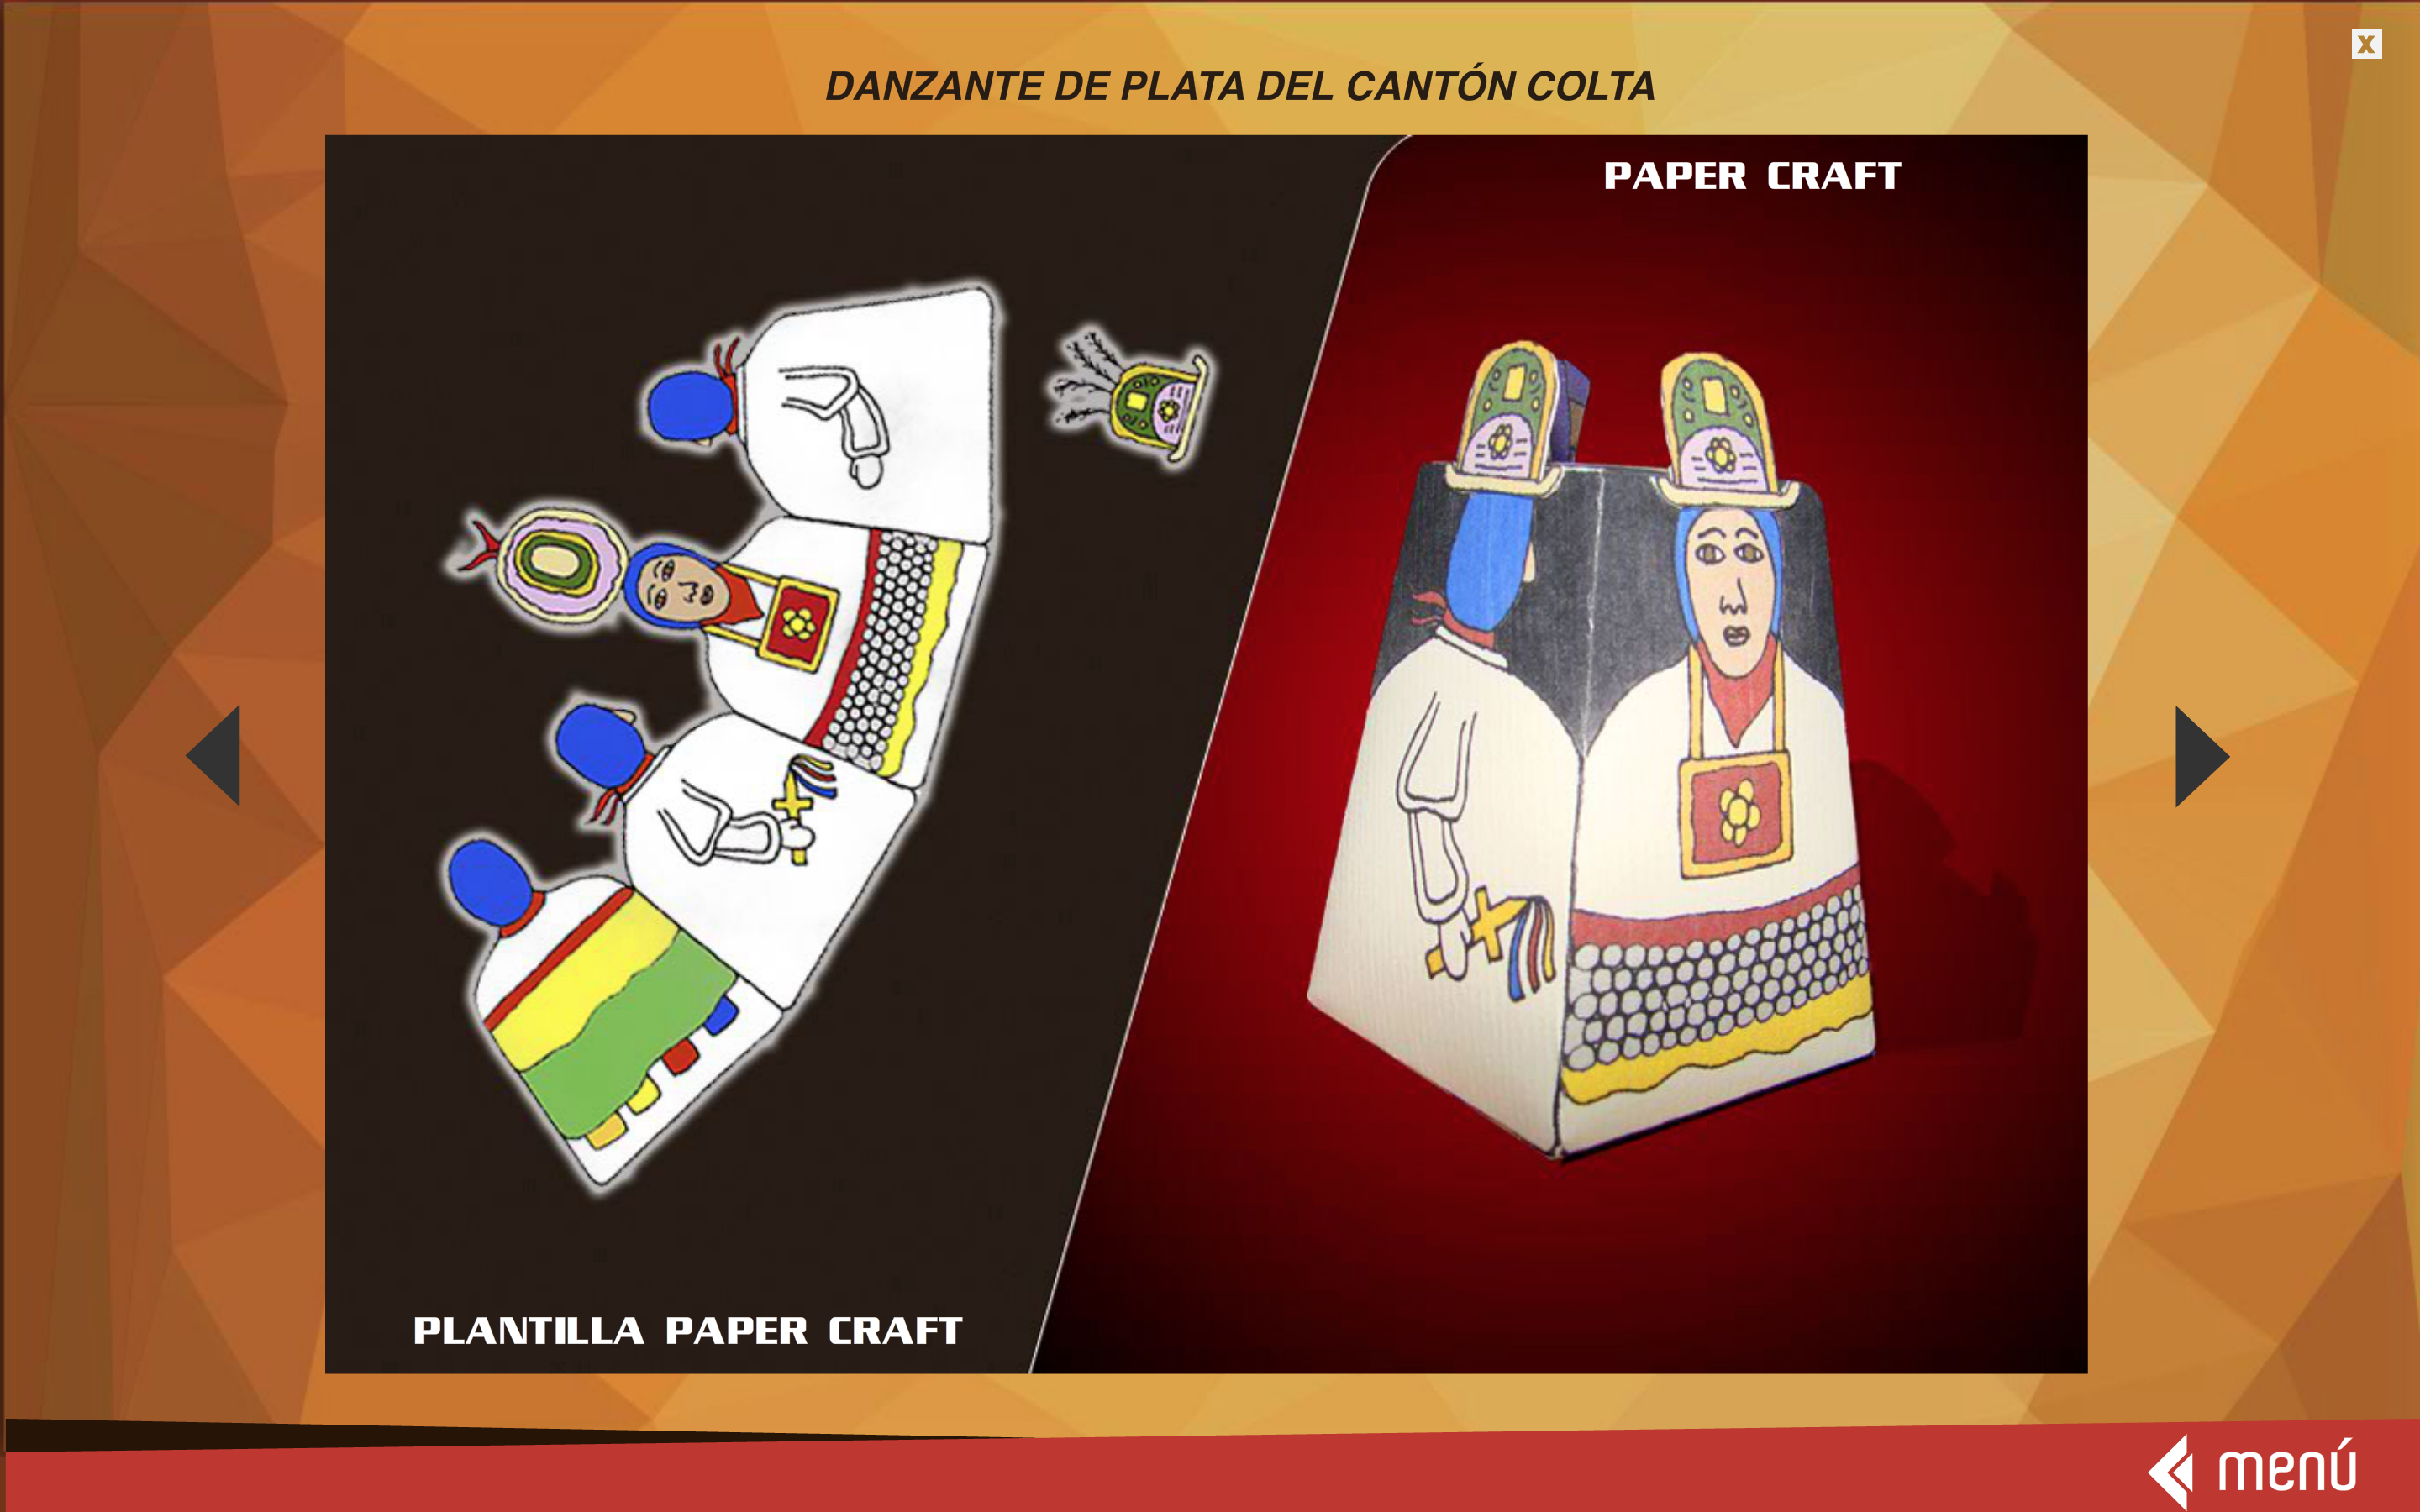 X
DANZANTE DE PLATA DEL CANTÓN COLTA
PAPER CRAFT
PLANTILLA PAPER CRAFT
menú